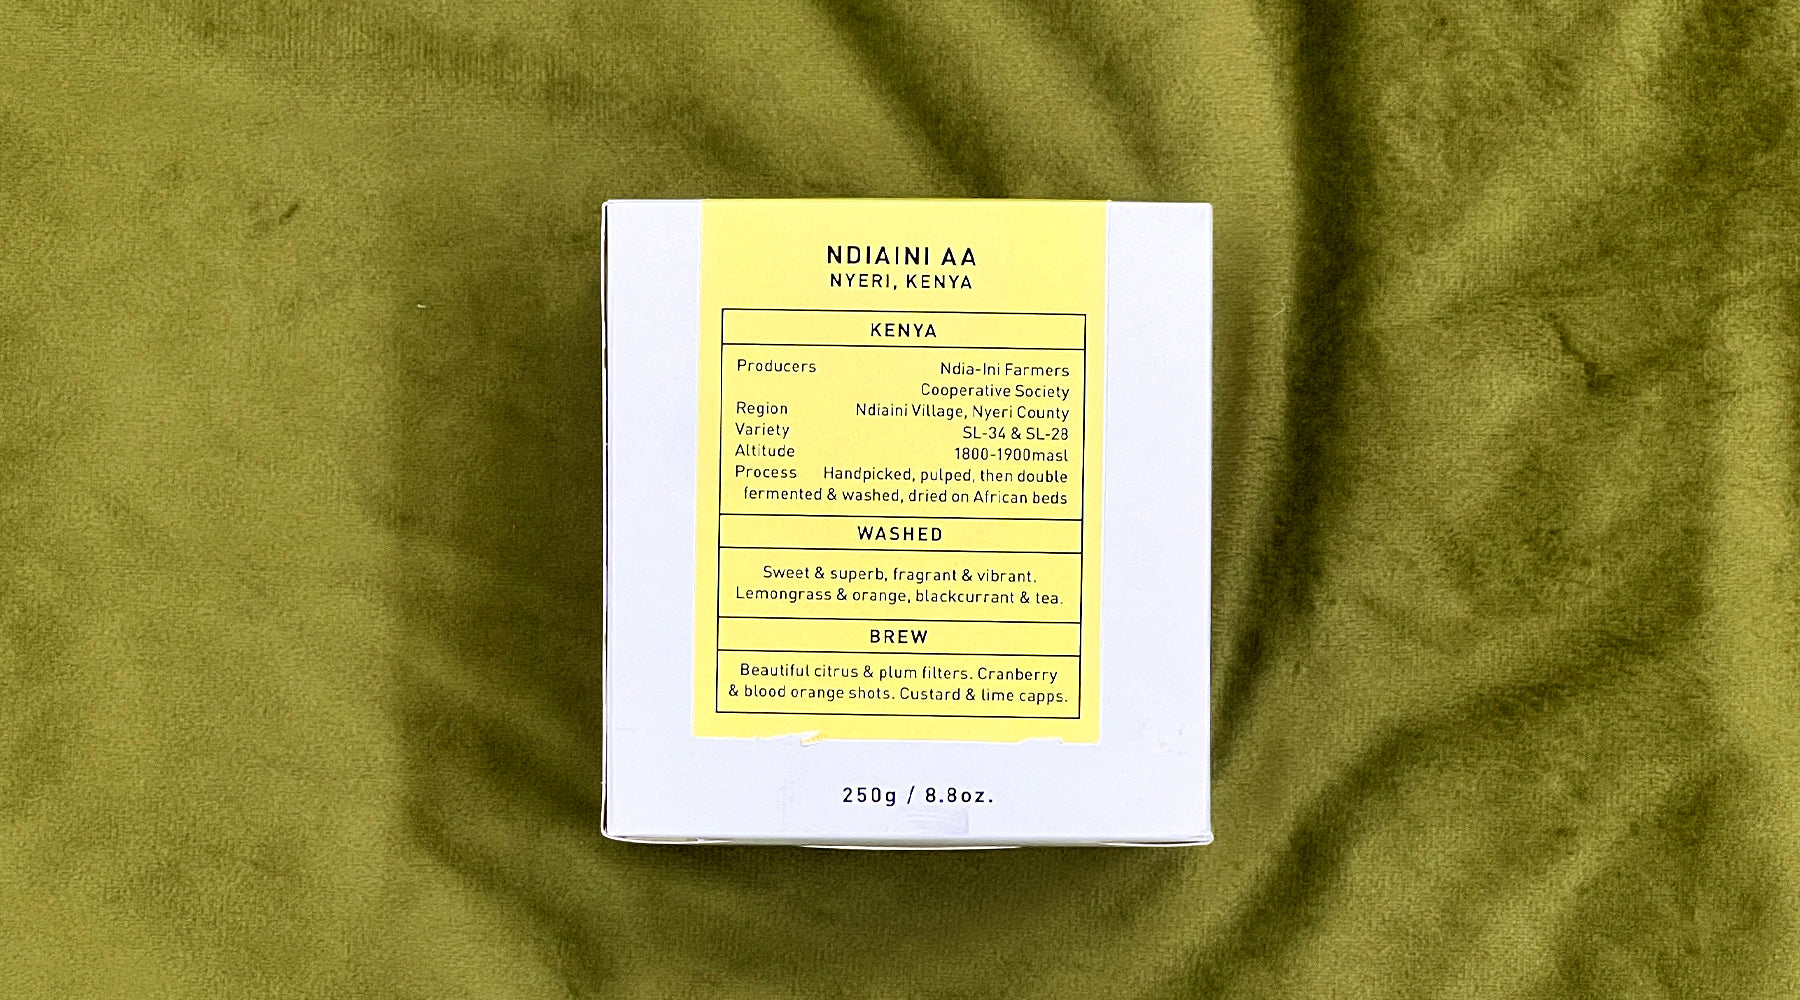 NDIAINI AA
NYERI, KENYA
KENYA
Producers Ndia-Ini Farmers
Cooperative Society
Region Ndiaini Village, Nyeri County
Variety SL-34 & SL-28
Altitude 1800-1900masl
Process Handpicked, pulped, then double
fermented & washed, dried on African beds
WASHED
Sweet & superb, fragrant & vibrant.
Lemongrass & orange, blackcurrant & tea.
BREW
Beautiful citrus & plum filters. Cranberry
& blood orange shots. Custard & lime capps.
250g / 8.8oz.